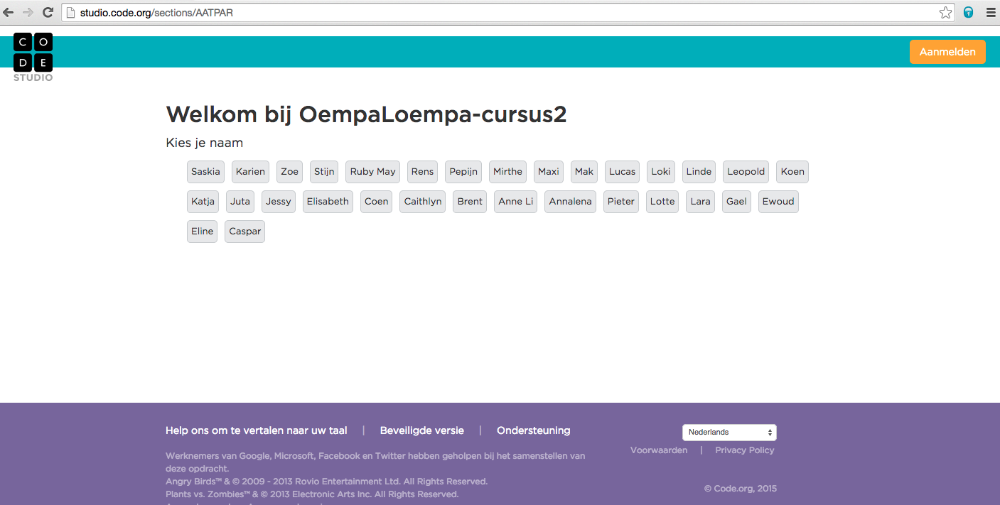 studio.code.org/sections/AATPAR
C O
D E
STUDIO
Aanmelden
Welkom bij OempaLoempa-cursus2
Kies je naam
Saskia Karien Zoe Stijn Ruby May Rens Pepijn Mirthe Maxi Mak Lucas Loki Linde Leopold Koen
Katja Juta Jessy Elisabeth Coen Caithlyn Brent Anne Li Annalena Pieter Lotte Lara Gael Ewoud
Eline Caspar
Help ons om te vertalen naar uw taal | Beveiligde versie | Ondersteuning
Nederlands
Voorwaarden | Privacy Policy
Werknemers van Google, Microsoft, Facebook en Twitter hebben geholpen bij het samenstellen van
deze opdracht.
Angry Birds™ & © 2009 - 2013 Rovio Entertainment Ltd. All Rights Reserved.
Plants vs. Zombies™ & © 2013 Electronic Arts Inc. All Rights Reserved.
© Code.org, 2015